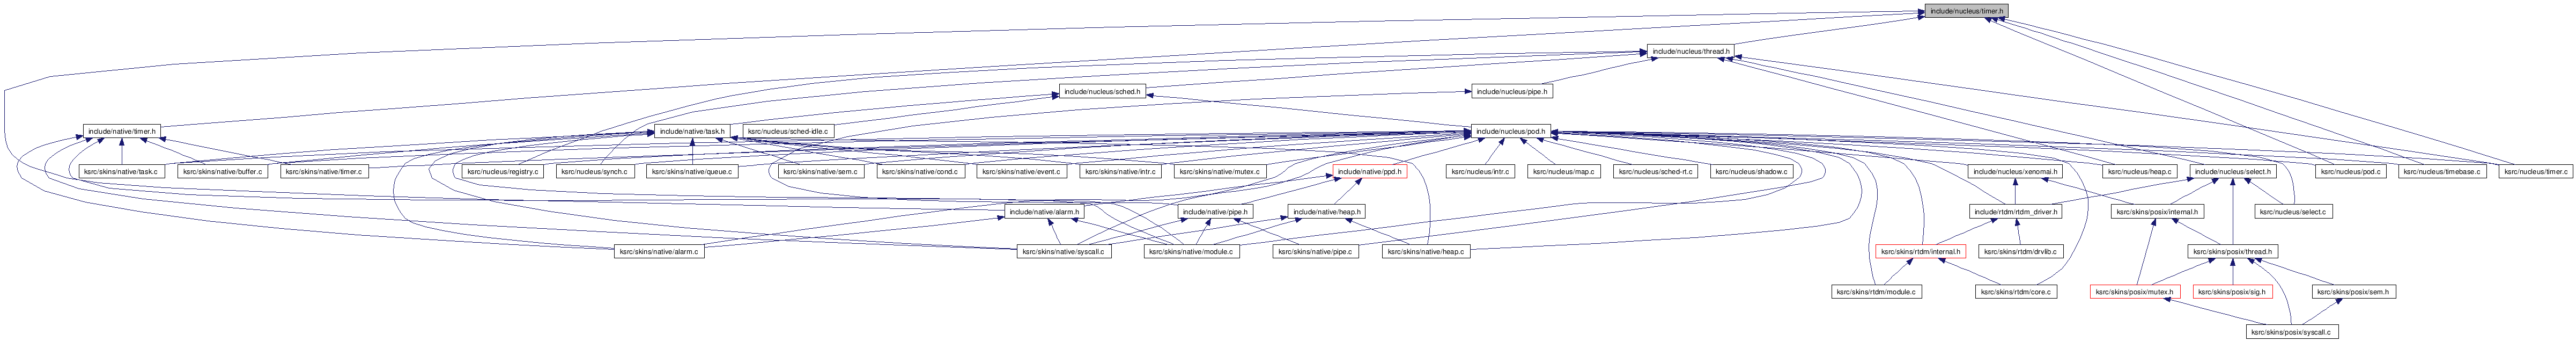 include/nucleus/timer.h
include/nucleus/thread.h
include/nucleus/sched.h
include/nucleus/pipe.h
include/native/timer.h
include/native/task.h
ksrc/nucleus/sched-idle.c
include/nucleus/pod.h
ksrc/skins/native/task.c
ksrc/skins/native/buffer.c
ksrc/skins/native/timer.c
ksrc/nucleus/registry.c
ksrc/nucleus/synch.c
ksrc/skins/native/queue.c
ksrc/skins/native/sem.c
ksrc/skins/native/cond.c
ksrc/skins/native/event.c
ksrc/skins/native/intr.c
ksrc/skins/native/mutex.c
include/native/ppd.h
ksrc/nucleus/intr.c
ksrc/nucleus/map.c
ksrc/nucleus/sched-rt.c
ksrc/nucleus/shadow.c
include/nucleus/xenomai.h
ksrc/nucleus/heap.c
include/nucleus/select.h
ksrc/nucleus/pod.c
ksrc/nucleus/timebase.c
ksrc/nucleus/timer.c
include/native/alarm.h
include/native/pipe.h
include/native/heap.h
include/rtdm/rtdm_driver.h
ksrc/skins/posix/internal.h
ksrc/nucleus/select.c
ksrc/skins/native/alarm.c
ksrc/skins/native/syscall.c
ksrc/skins/native/module.c
ksrc/skins/native/pipe.c
ksrc/skins/native/heap.c
ksrc/skins/rtdm/internal.h
ksrc/skins/rtdm/drvlib.c
ksrc/skins/posix/thread.h
ksrc/skins/rtdm/module.c
ksrc/skins/rtdm/core.c
ksrc/skins/posix/mutex.h
ksrc/skins/posix/sig.h
ksrc/skins/posix/sem.h
ksrc/skins/posix/syscall.c